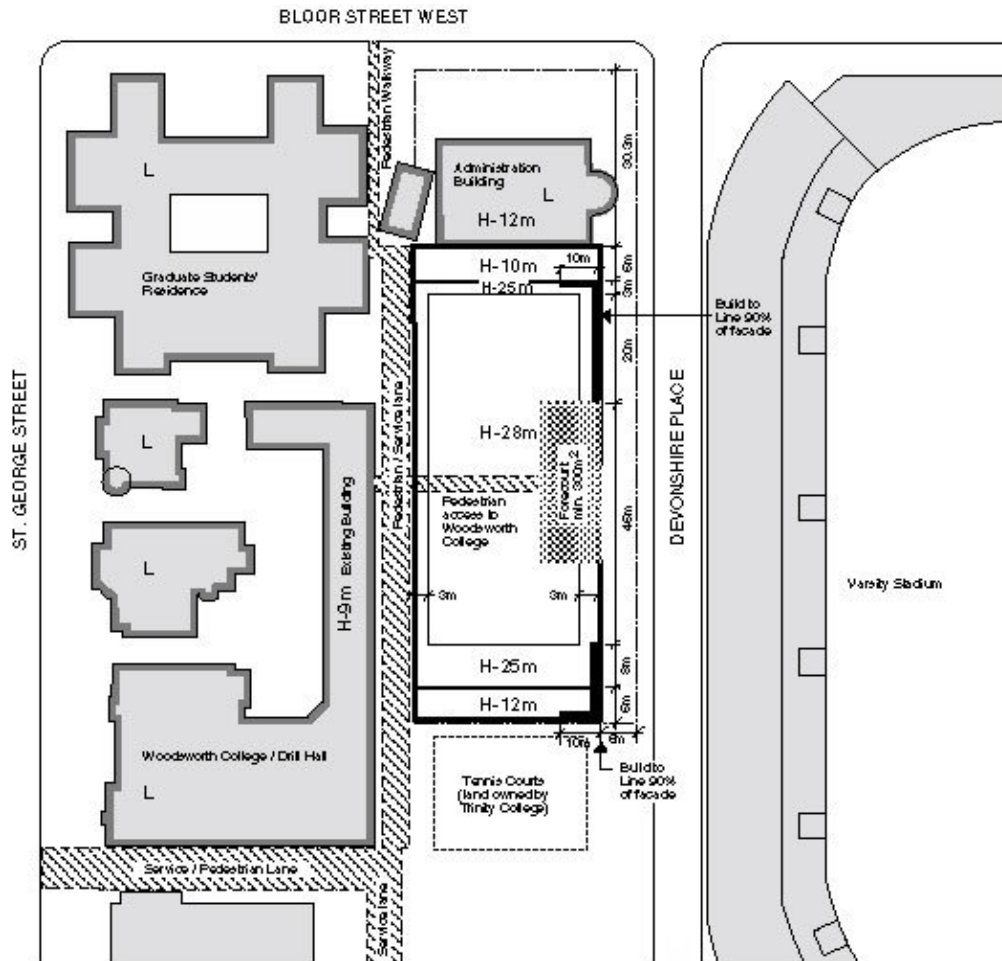 BLOOR STREET WEST
Pedestrian Walkway
Administration
Building
L
H-12m
30.3m
L
Graduate Students'
Residence
H-10m
10m
6m
H-25m
3m
Build to
Line 90%
of facade
20m
ST. GEORGE STREET
DEVONSHIRE PLACE
Pedestrian / Service lane
H-28m
Forecourt
min. 300m2
46m
L
Pedestrian
access to
Woodsworth
College
H-9m Existing Building
L
Varsity Stadium
3m
3m
H-25m
8m
H-12m
6m
10m
6m
Woodsworth College / Drill Hall
L
Build to
Line 90%
of facade
Tennis Courts
(land owned by
Trinity College)
Service / Pedestrian Lane
Service lane